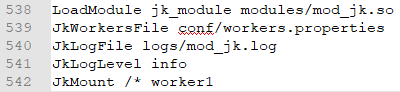 538 LoadModule jk_module modules/mod_jk.so
539 JkWorkersFile conf/workers.properties
540 JkLogFile logs/mod_jk.log
541 JkLogLevel info
542 JkMount /* worker1